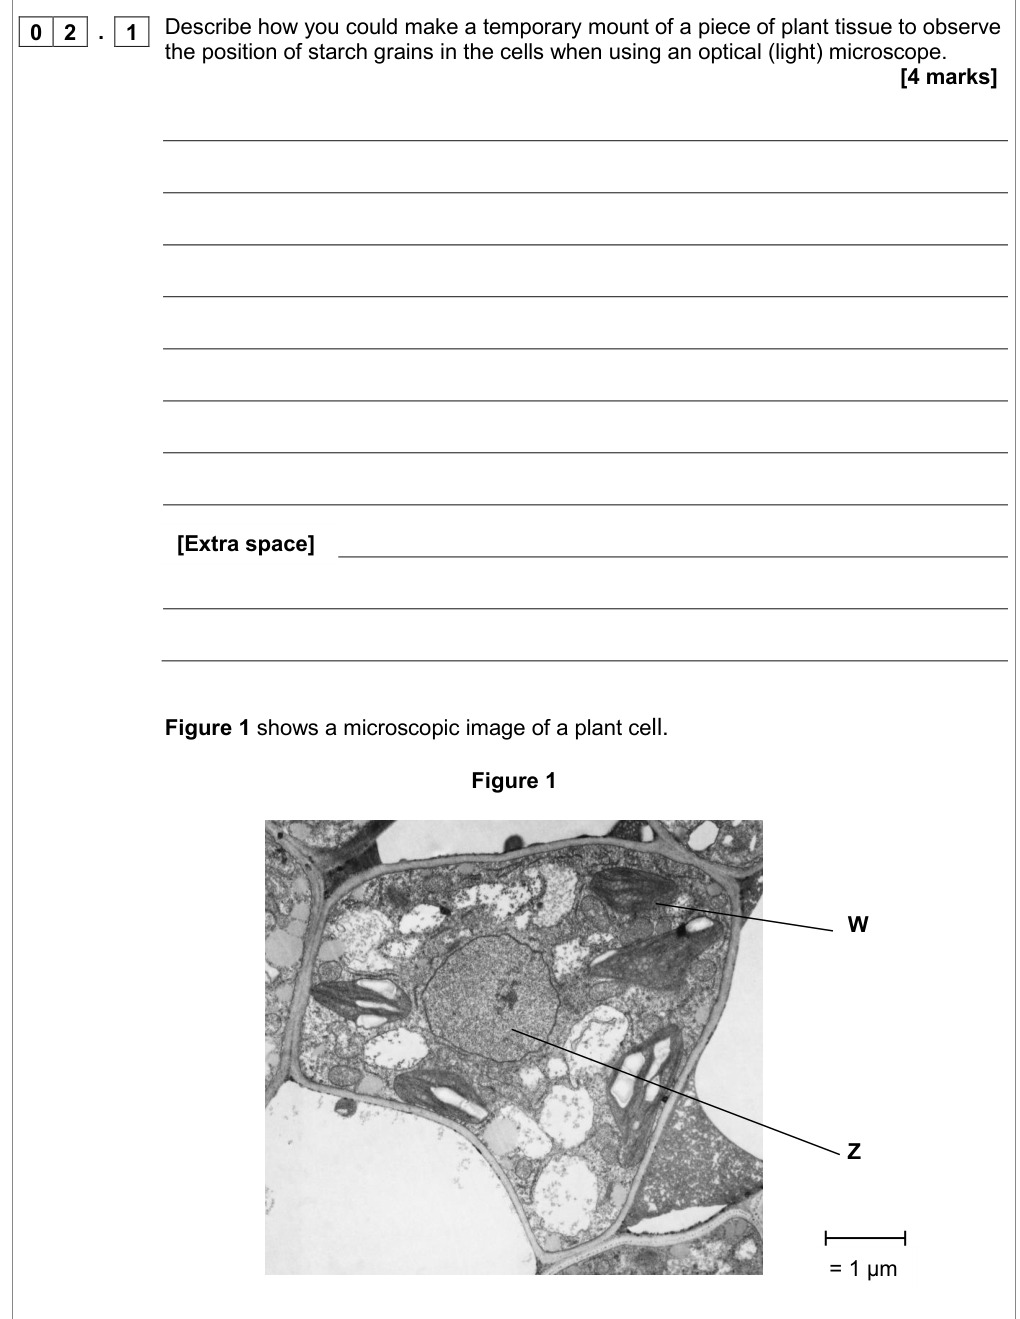 0 2 . 1 Describe how you could make a temporary mount of a piece of plant tissue to observe
the position of starch grains in the cells when using an optical (light) microscope.
[4 marks]
[Extra space]
Figure 1 shows a microscopic image of a plant cell.
Figure 1
W
Z
= 1 µm